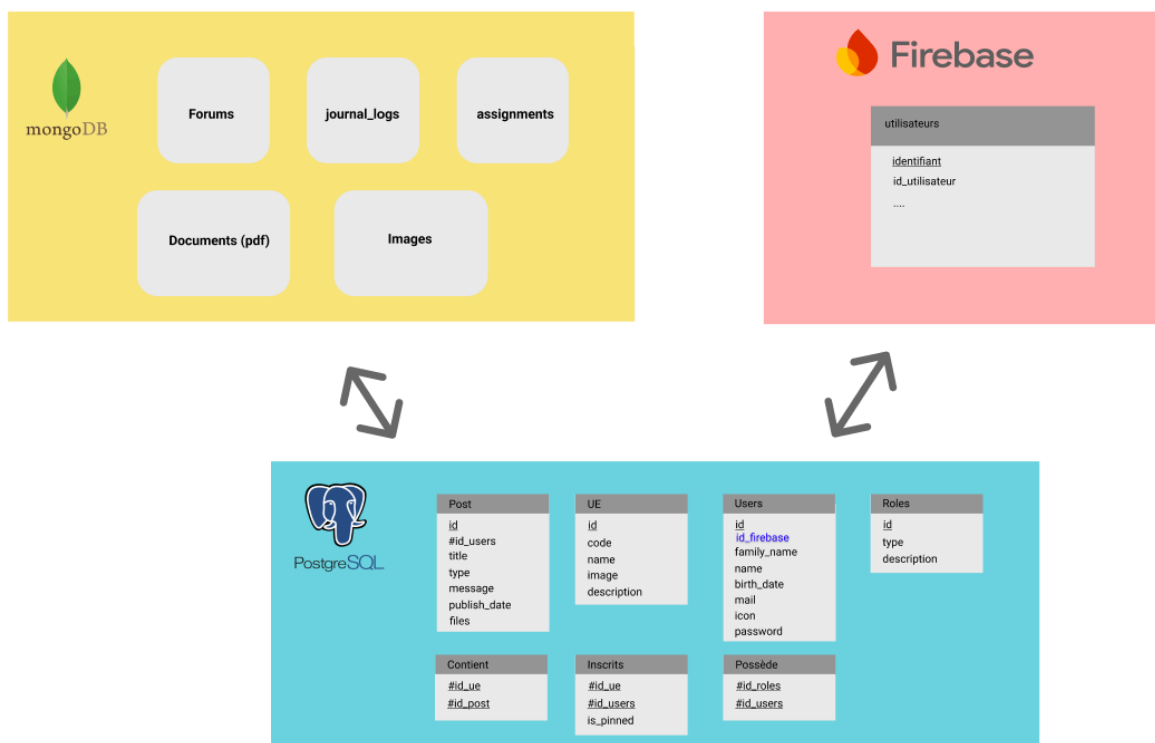 mongoDB
Forums
journal_logs
assignments
Documents (pdf)
Images
Firebase
utilisateurs
identifiant
id_utilisateur
....
PostgreSQL
Post
id
#id_users
title
type
message
publish_date
files
UE
id
code
name
image
description
Users
id
id_firebase
family_name
name
birth_date
mail
icon
password
Roles
id
type
description
Contient
#id_ue
#id_post
Inscrits
#id_ue
#id_users
is_pinned
Possède
#id_roles
#id_users